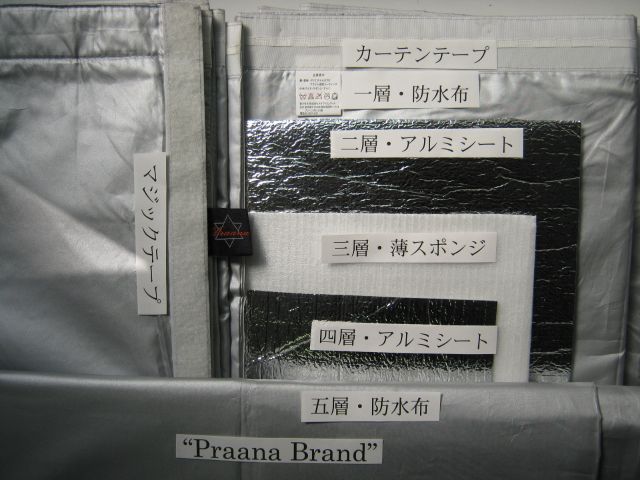 カーテンテープ
一層・防水布
二層・アルミシート
マジックテープ
Praana
三層・薄スポンジ
四層・アルミシート
五層・防水布
“Praana Brand”